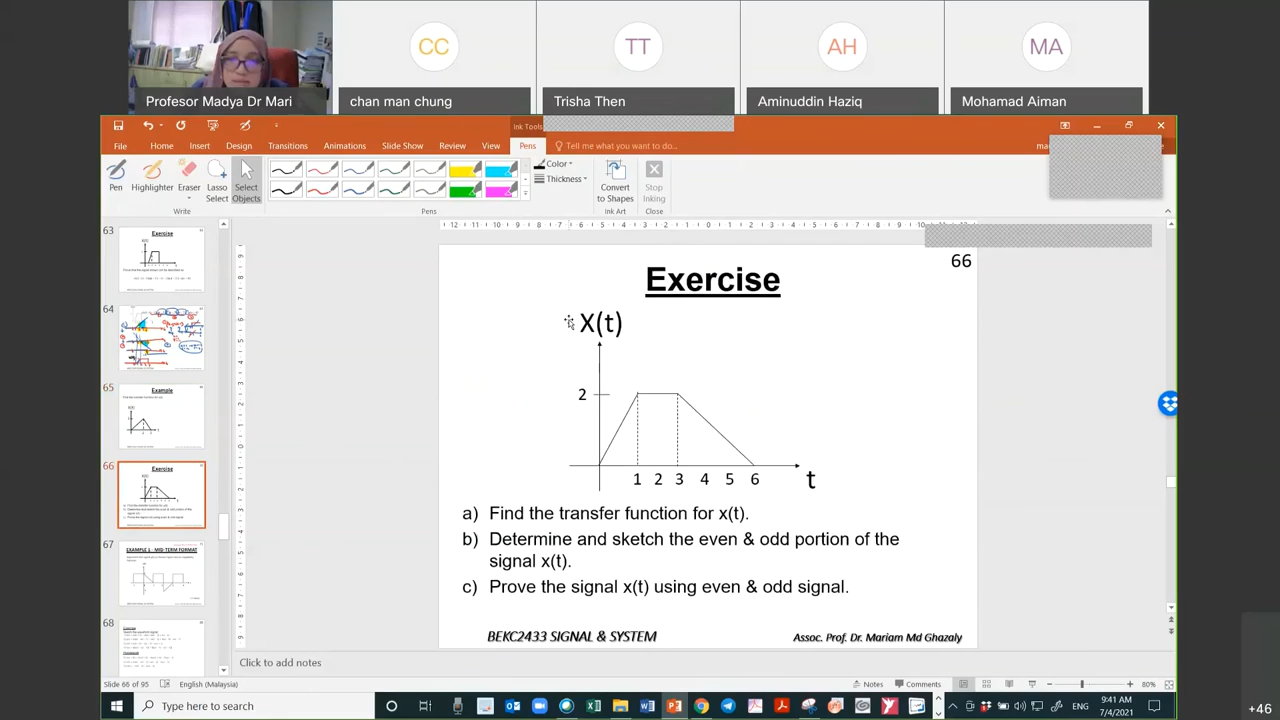 CC
TT
AH
MA
Profesor Madya Dr Mari
chan man chung
Trisha Then
Aminuddin Haziq
Mohamad Aiman
Ink Tools
File Home Insert Design Transitions Animations Slide Show Review View Pens Tell me what you want to do... ma
Pen Highlighter Eraser Lasso Select Select Objects
Color
Thickness
Convert to Shapes
Stop Inking
Write Pens Ink Art Close
63
Exercise
64
65
Example
66
Exercise
67
EXAMPLE 1 - MID-TERM FORMAT
68
66
Exercise
X(t)
2
1 2 3 4 5 6 t
a) Find the transfer function for x(t).
b) Determine and sketch the even & odd portion of the
signal x(t).
c) Prove the signal x(t) using even & odd signal.
BEKC2433 SIGNAL & SYSTEM Assoc. Prof. Dr. Mariam Md Ghazaly
Click to add notes
Slide 66 of 95 English (Malaysia) Notes Comments 80%
Type here to search
9:41 AM
7/4/2021
+46